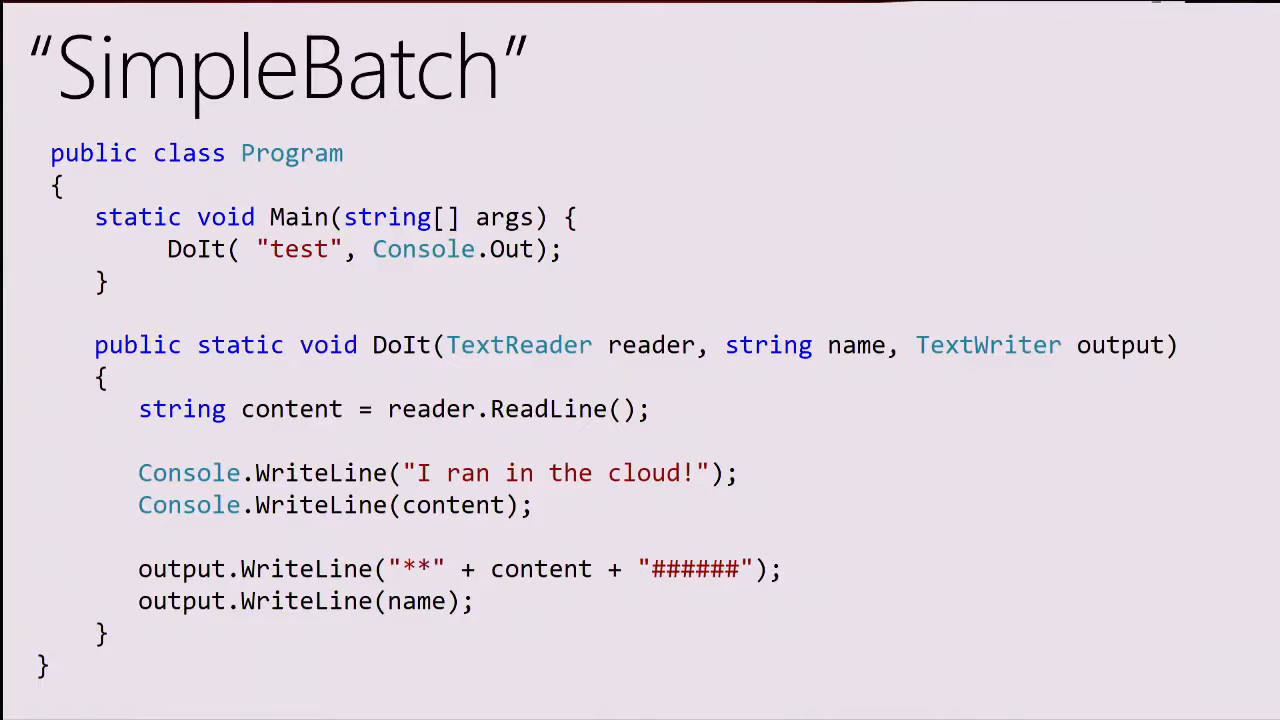 “SimpleBatch”
public class Program
{
static void Main(string[] args) {
DoIt( "test", Console.Out);
}
public static void DoIt(TextReader reader, string name, TextWriter output)
{
string content = reader.ReadLine();
Console.WriteLine("I ran in the cloud!");
Console.WriteLine(content);
output.WriteLine("**" + content + "######");
output.WriteLine(name);
}
}